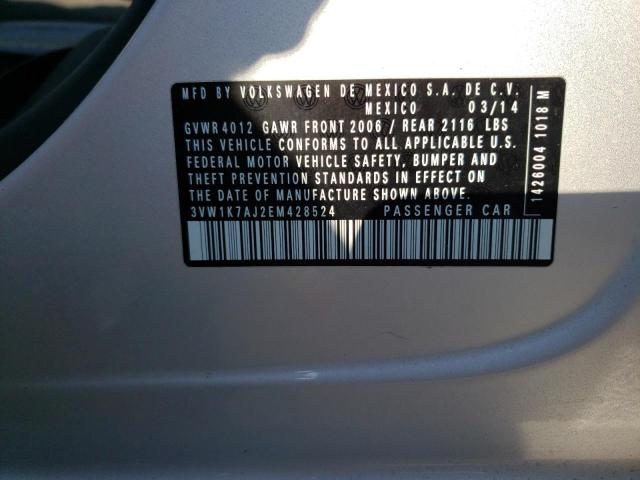 MFD BY VOLKSWAGEN DE MEXICO S.A. DE C.V.
MEXICO 03/14
GVWR 4012 GAWR FRONT 2006 / REAR 2116 LBS
THIS VEHICLE CONFORMS TO ALL APPLICABLE U.S.
FEDERAL MOTOR VEHICLE SAFETY, BUMPER AND
THEFT PREVENTION STANDARDS IN EFFECT ON
THE DATE OF MANUFACTURE SHOWN ABOVE.
3VW1K7AJ2EM428524 PASSENGER CAR
1426004 1018 M